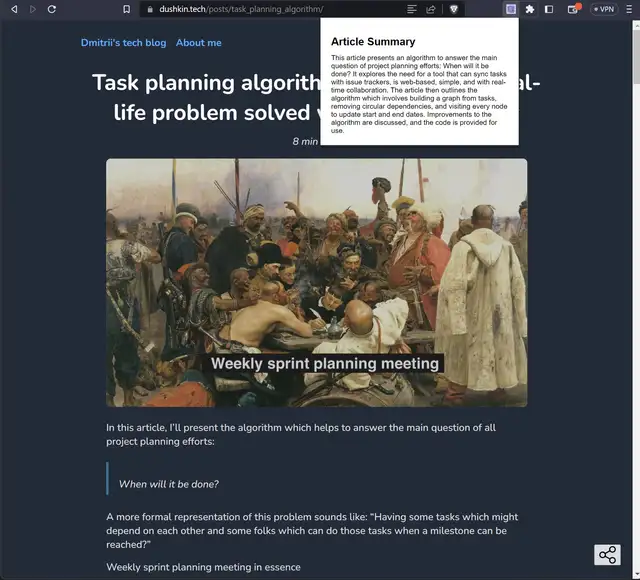 dushkin.tech/posts/task_planning_algorithm/
VPN
Dmitrii's tech blog About me
Article Summary
This article presents an algorithm to answer the main
question of project planning efforts: When will it be
done? It explores the need for a tool that can sync tasks
with issue trackers, is web-based, simple, and with real-
time collaboration. The article then outlines the
algorithm which involves building a graph from tasks,
removing circular dependencies, and visiting every node
to update start and end dates. Improvements to the
algorithm are discussed, and the code is provided for
use.
Task planning algorith
al-
life problem solved
8 min
Weekly sprint planning meeting
In this article, I'll present the algorithm which helps to answer the main question of all
project planning efforts:
When will it be done?
A more formal representation of this problem sounds like: “Having some tasks which might
depend on each other and some folks which can do those tasks when a milestone can be
reached?”
Weekly sprint planning meeting in essence